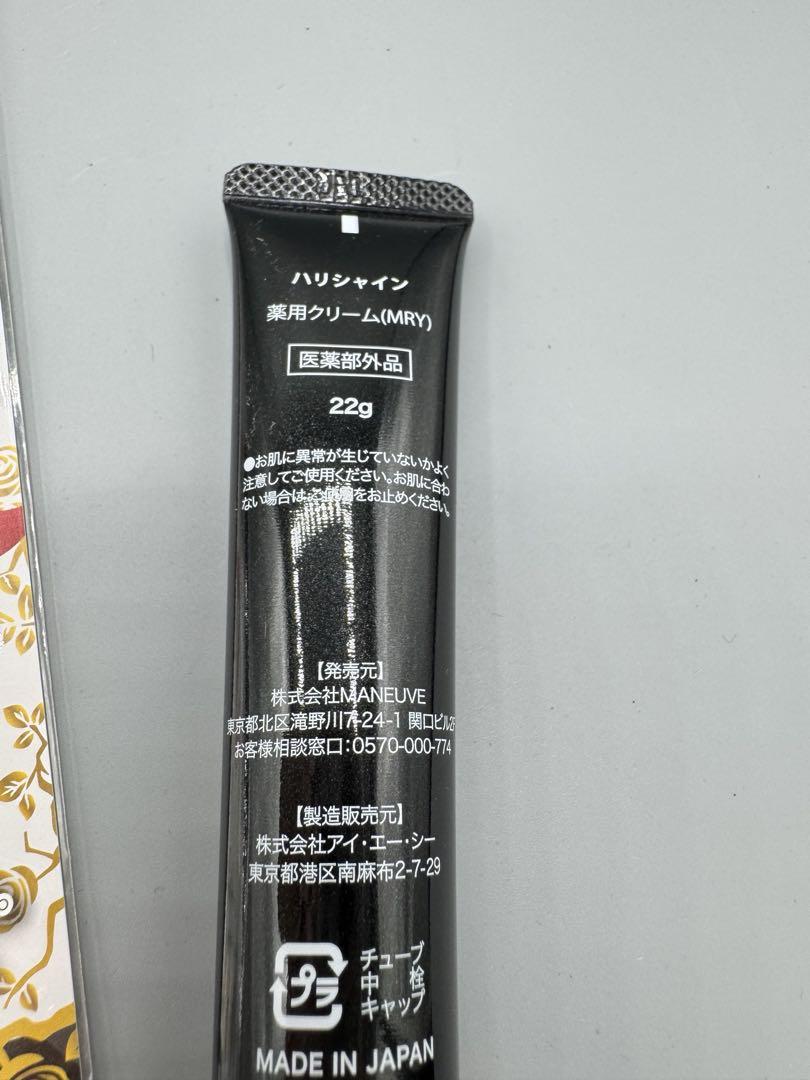 ハリシャイン
薬用クリーム(MRY)
医薬部外品
22g
●お肌に異常が生じていないかよく
注意してご使用ください。お肌に合わ
ない場合は、ご使用をお止めください。
【発売元】
株式会社MANEUVE
東京都北区滝野川7-24-1 関口ビル2F
お客様相談窓口:0570-000-774
【製造販売元】
株式会社アイ・エー・シー
東京都港区南麻布2-7-29
プラ
チューブ
中 栓
キャップ
MADE IN JAPAN